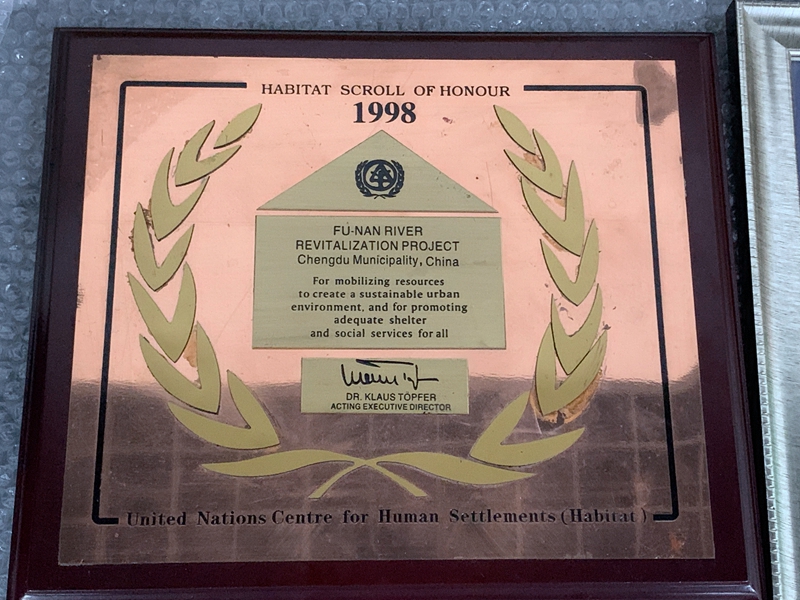 HABITAT SCROLL OF HONOUR
1998
FU-NAN RIVER
REVITALIZATION PROJECT
Chengdu Municipality, China
For mobilizing resources
to create a sustainable urban
environment, and for promoting
adequate shelter
and social services for all
DR. KLAUS TÖPFER
ACTING EXECUTIVE DIRECTOR
United Nations Centre for Human Settlements (Habitat)